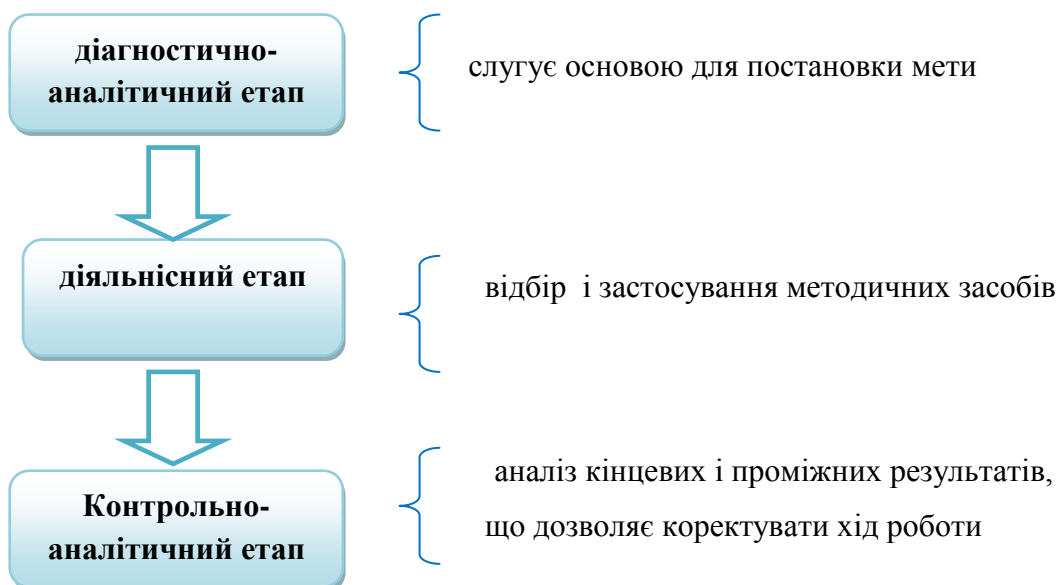 діагностично-
аналітичний етап
слугує основою для постановки мети
діяльнісний етап
відбір і застосування методичних засобів
Контрольно-
аналітичний етап
аналіз кінцевих і проміжних результатів,
що дозволяє коректувати хід роботи